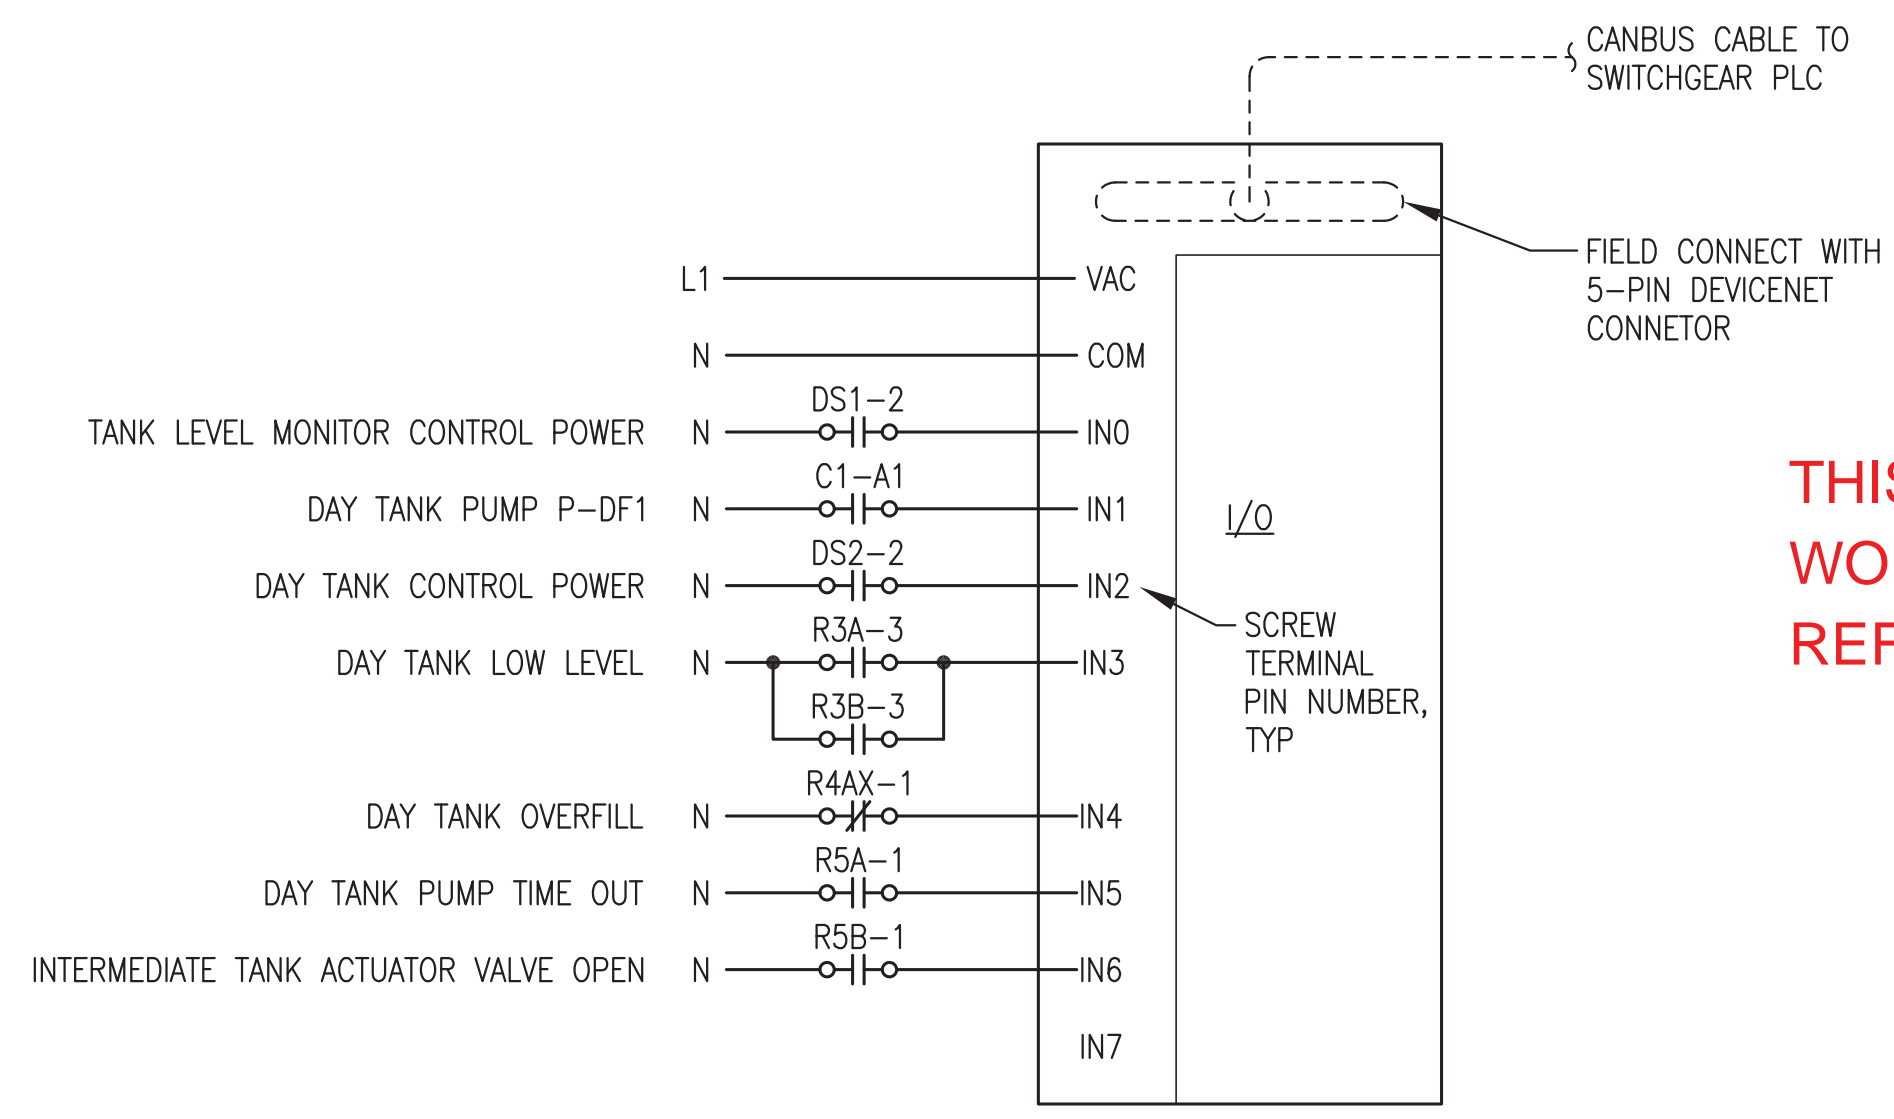 CANBUS CABLE TO
SWITCHGEAR PLC
FIELD CONNECT WITH
5-PIN DEVICENET
CONNETOR
L1 VAC
N COM
DS1-2
TANK LEVEL MONITOR CONTROL POWER N IN0
C1-A1
DAY TANK PUMP P-DF1 N IN1
DS2-2
DAY TANK CONTROL POWER N IN2
R3A-3
DAY TANK LOW LEVEL N IN3
R3B-3
R4AX-1
DAY TANK OVERFILL N IN4
R5A-1
DAY TANK PUMP TIME OUT N IN5
R5B-1
INTERMEDIATE TANK ACTUATOR VALVE OPEN N IN6
IN7
I/O
SCREW
TERMINAL
PIN NUMBER,
TYP